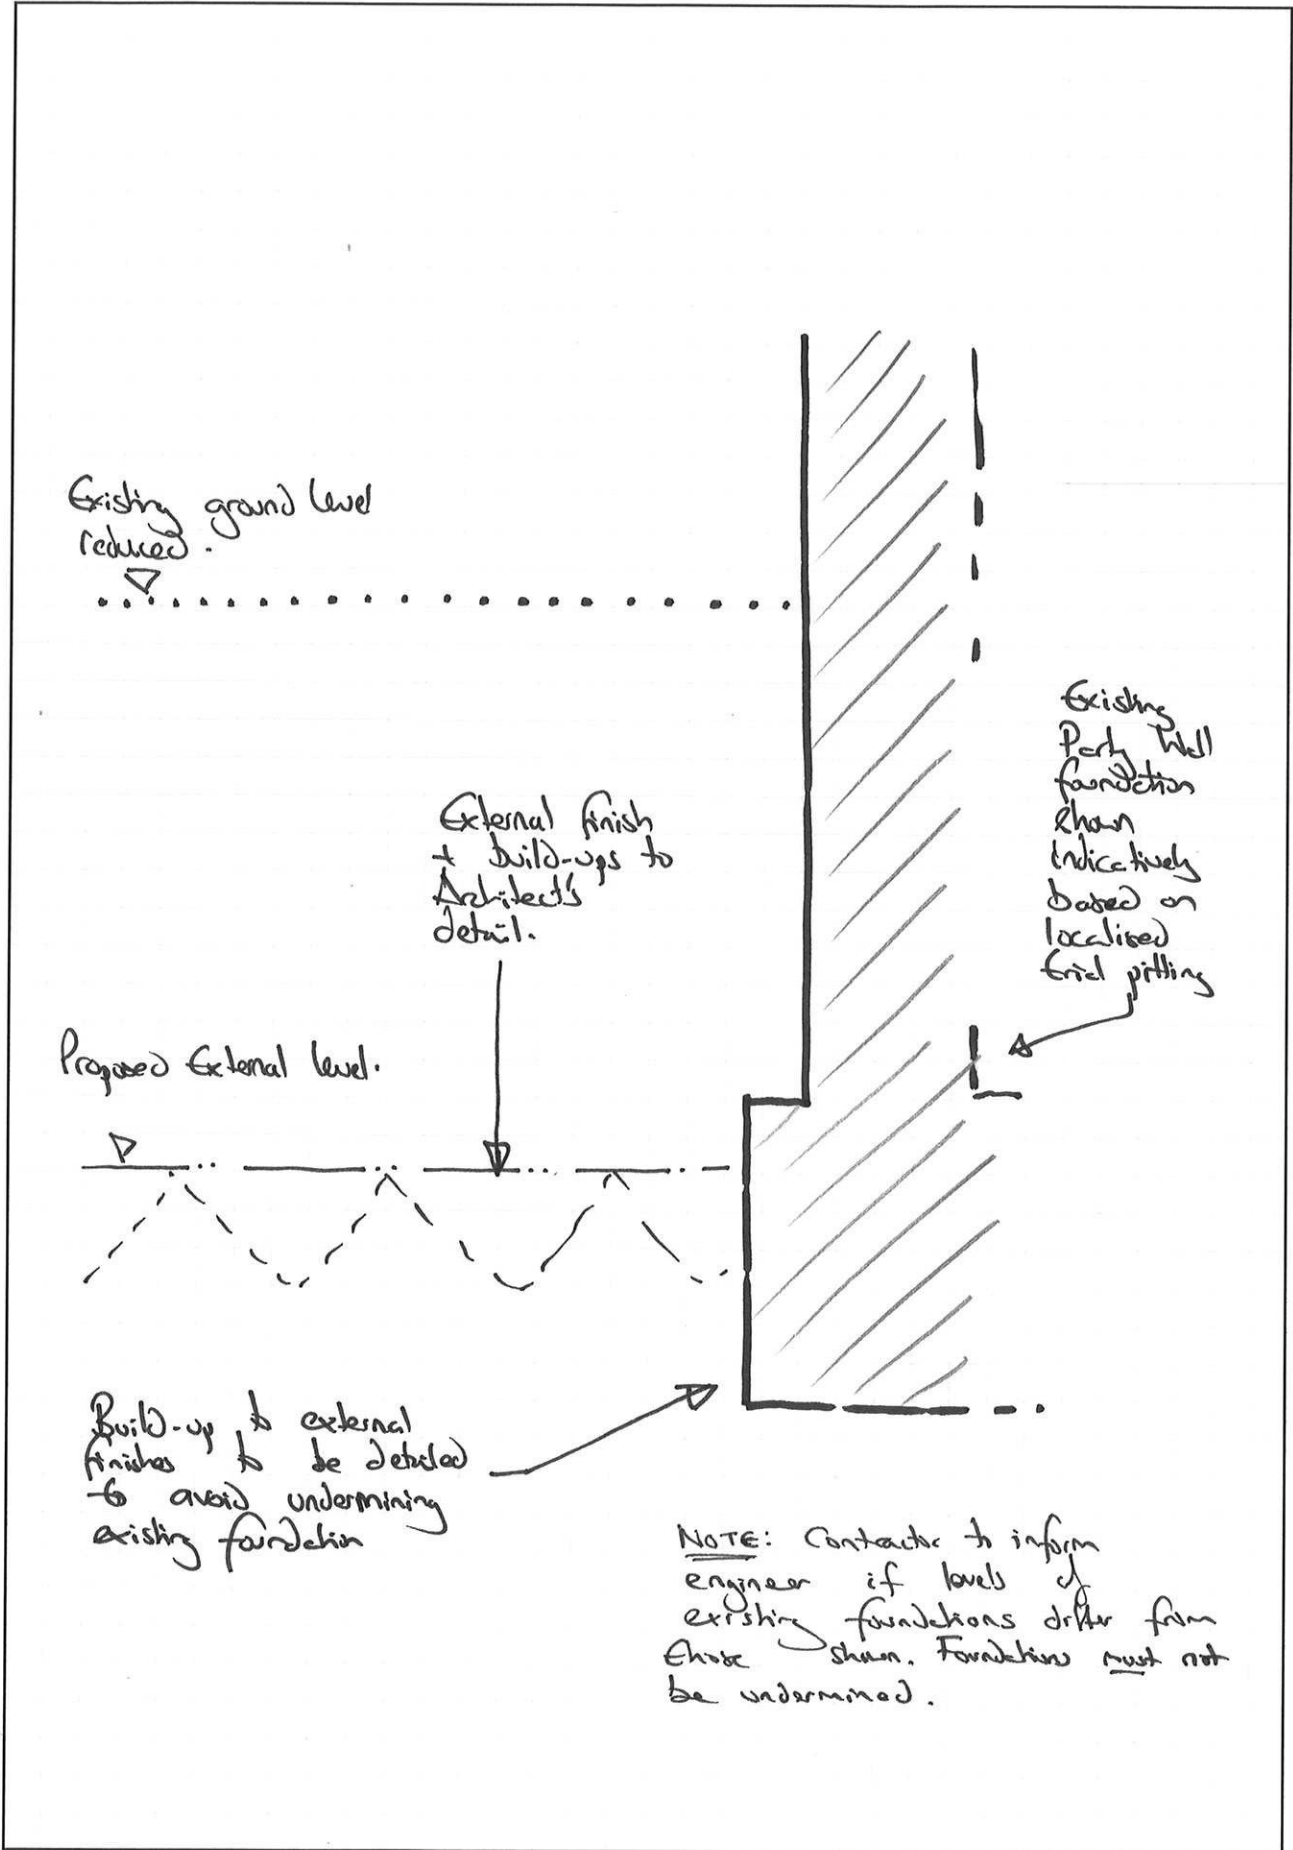 Existing ground level
reduced.
External finish
+ build-ups to
Architect's
detail.
Existing
Party Wall
foundation
shown
indicatively
based on
localised
trial pitting
Proposed External level.
Build-up to external
finishes to be detailed
to avoid undermining
existing foundation
NOTE: Contractor to inform
engineer if levels of
existing foundations differ from
those shown. Foundations must not
be undermined.